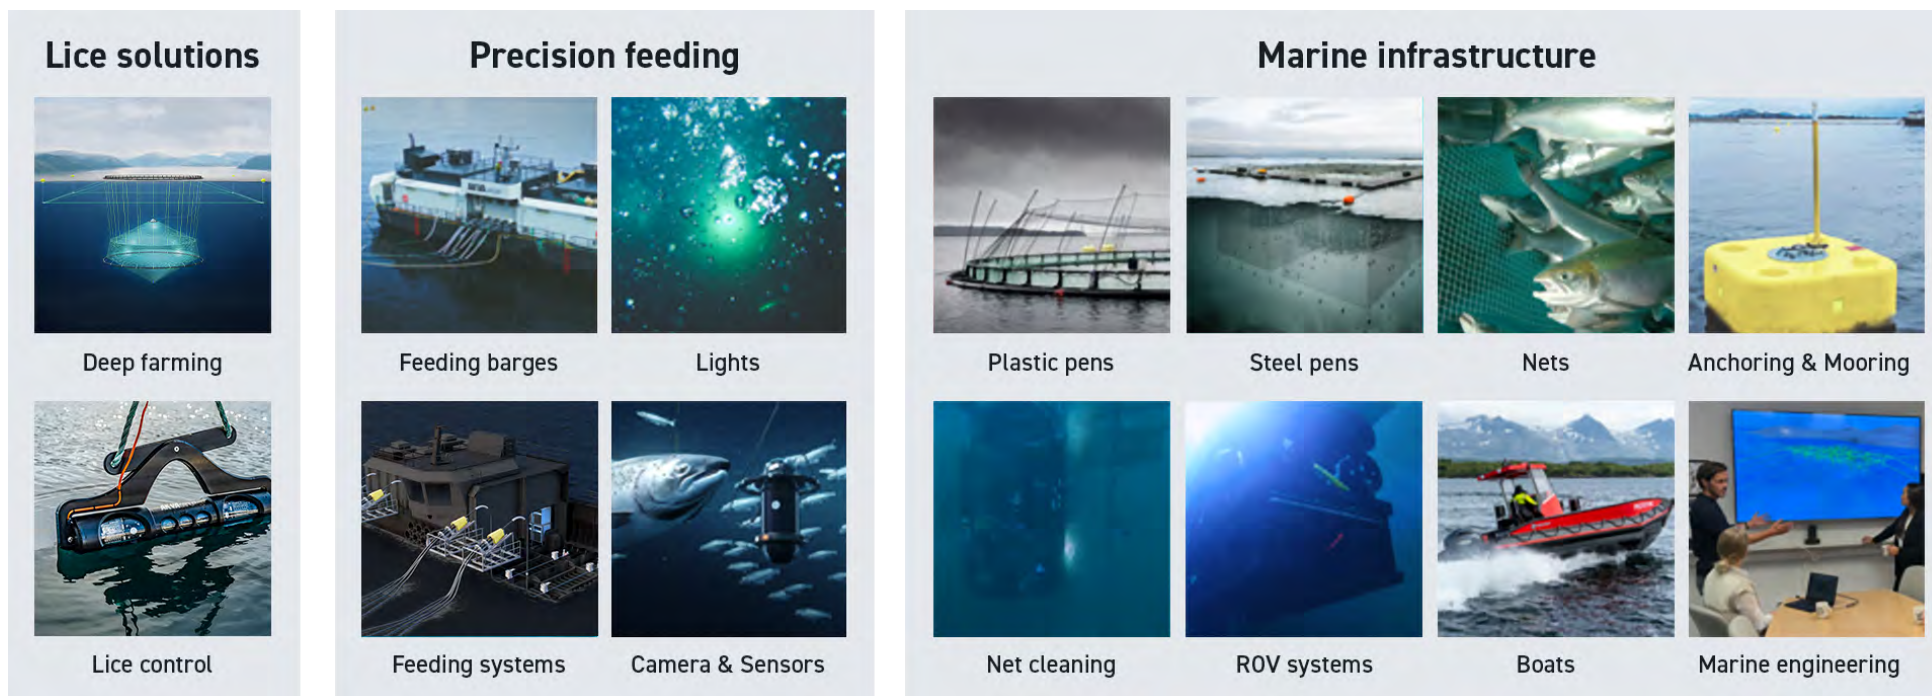 Lice solutions
Deep farming
Lice control
Precision feeding
Feeding barges
Lights
Feeding systems
Camera & Sensors
Marine infrastructure
Plastic pens
Steel pens
Nets
Anchoring & Mooring
Net cleaning
ROV systems
Boats
Marine engineering